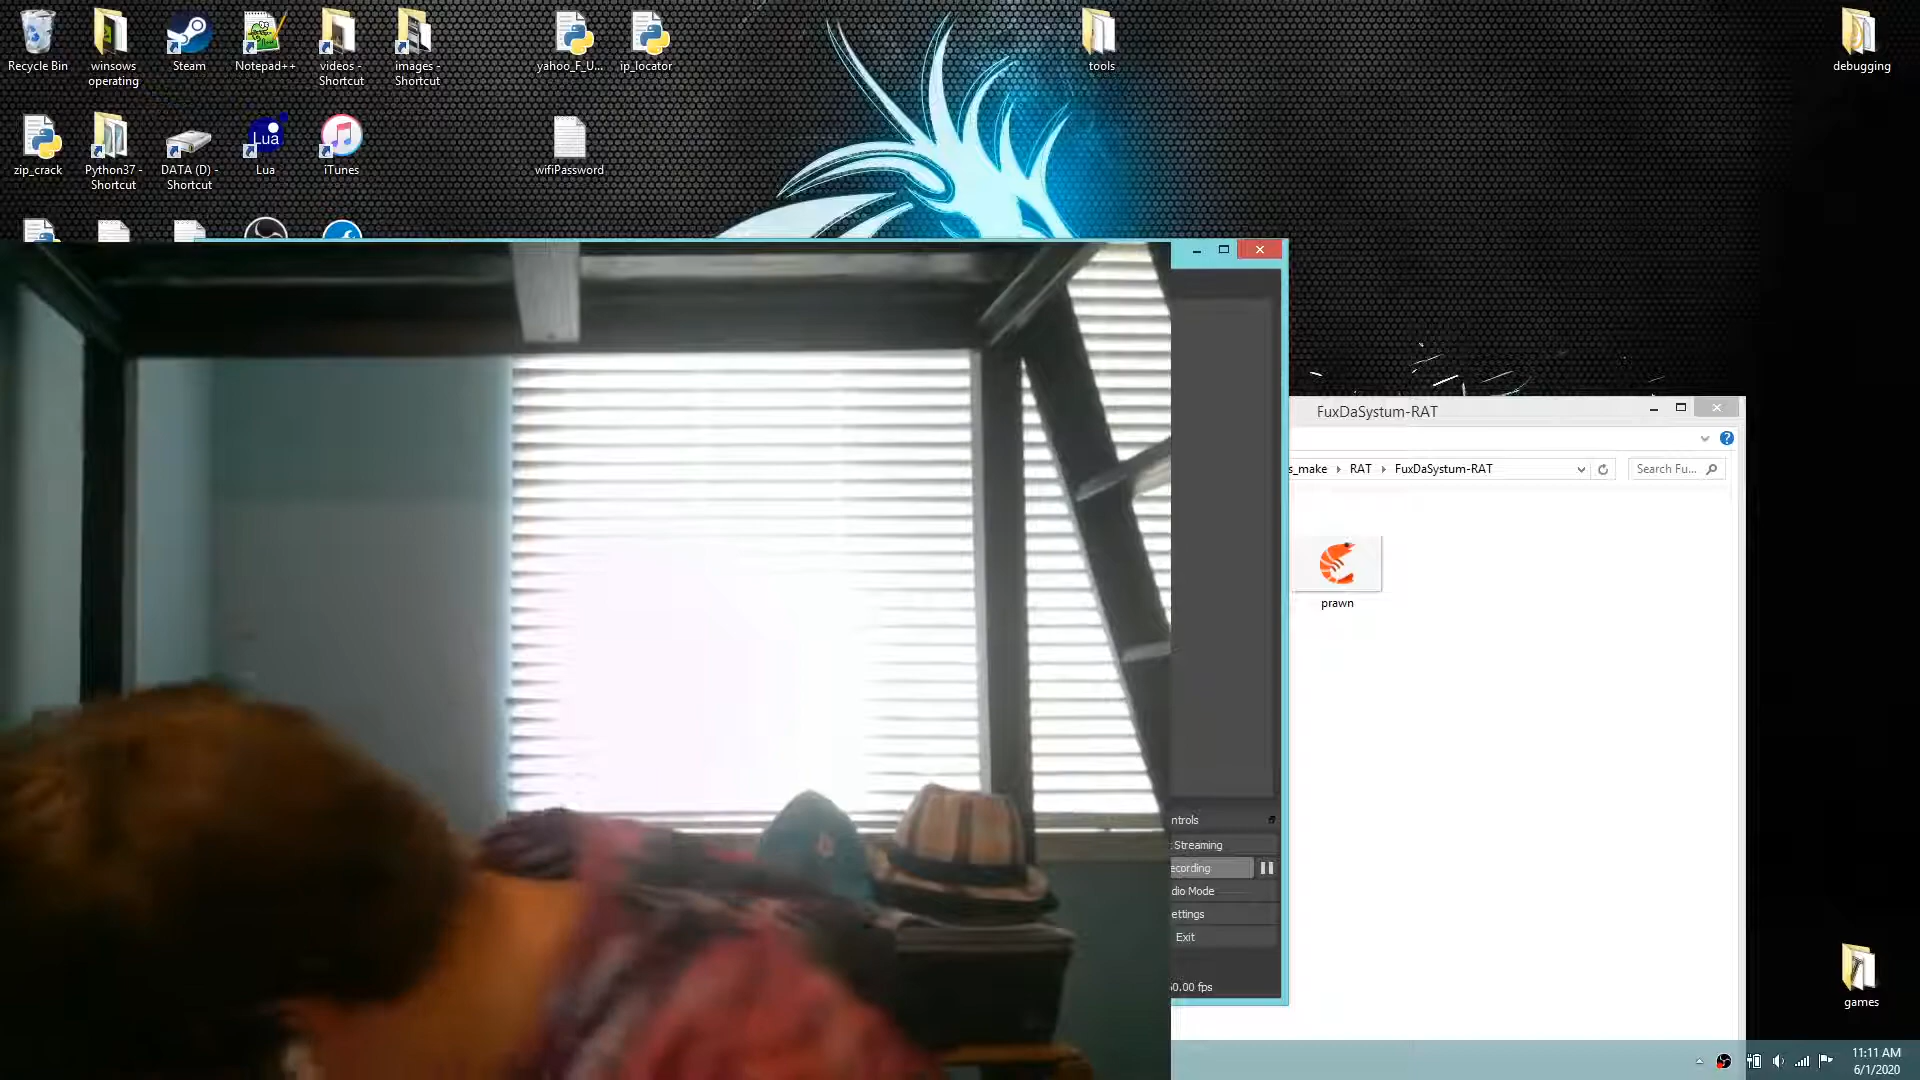 Recycle Bin
winsows operating
Steam
Notepad++
videos - Shortcut
images - Shortcut
yahoo_F_U...
ip_locator
tools
debugging
zip_crack
Python37 - Shortcut
DATA (D) - Shortcut
Lua
Lua
iTunes
wifiPassword
FuxDaSystum-RAT
s_make
RAT
FuxDaSystum-RAT
Search Fu...
prawn
ntrols
Streaming
ecording
dio Mode
ettings
Exit
60.00 fps
games
11:11 AM
6/1/2020